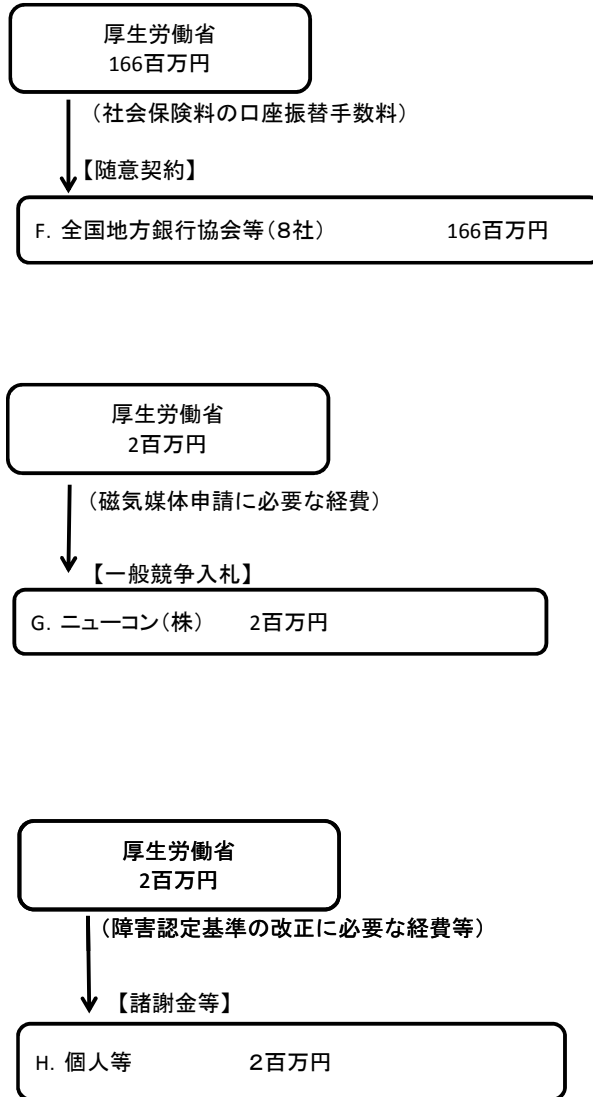 厚生労働省
166百万円
（社会保険料の口座振替手数料）
【随意契約】
F. 全国地方銀行協会等（８社） 166百万円
厚生労働省
2百万円
（磁気媒体申請に必要な経費）
【一般競争入札】
G. ニューコン（株） 2百万円
厚生労働省
2百万円
（障害認定基準の改正に必要な経費等）
【諸謝金等】
H. 個人等 ２百万円